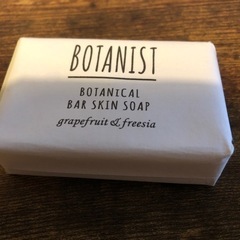 BOTANIST
BOTANICAL
BAR SKIN SOAP
grapefruit & freesia